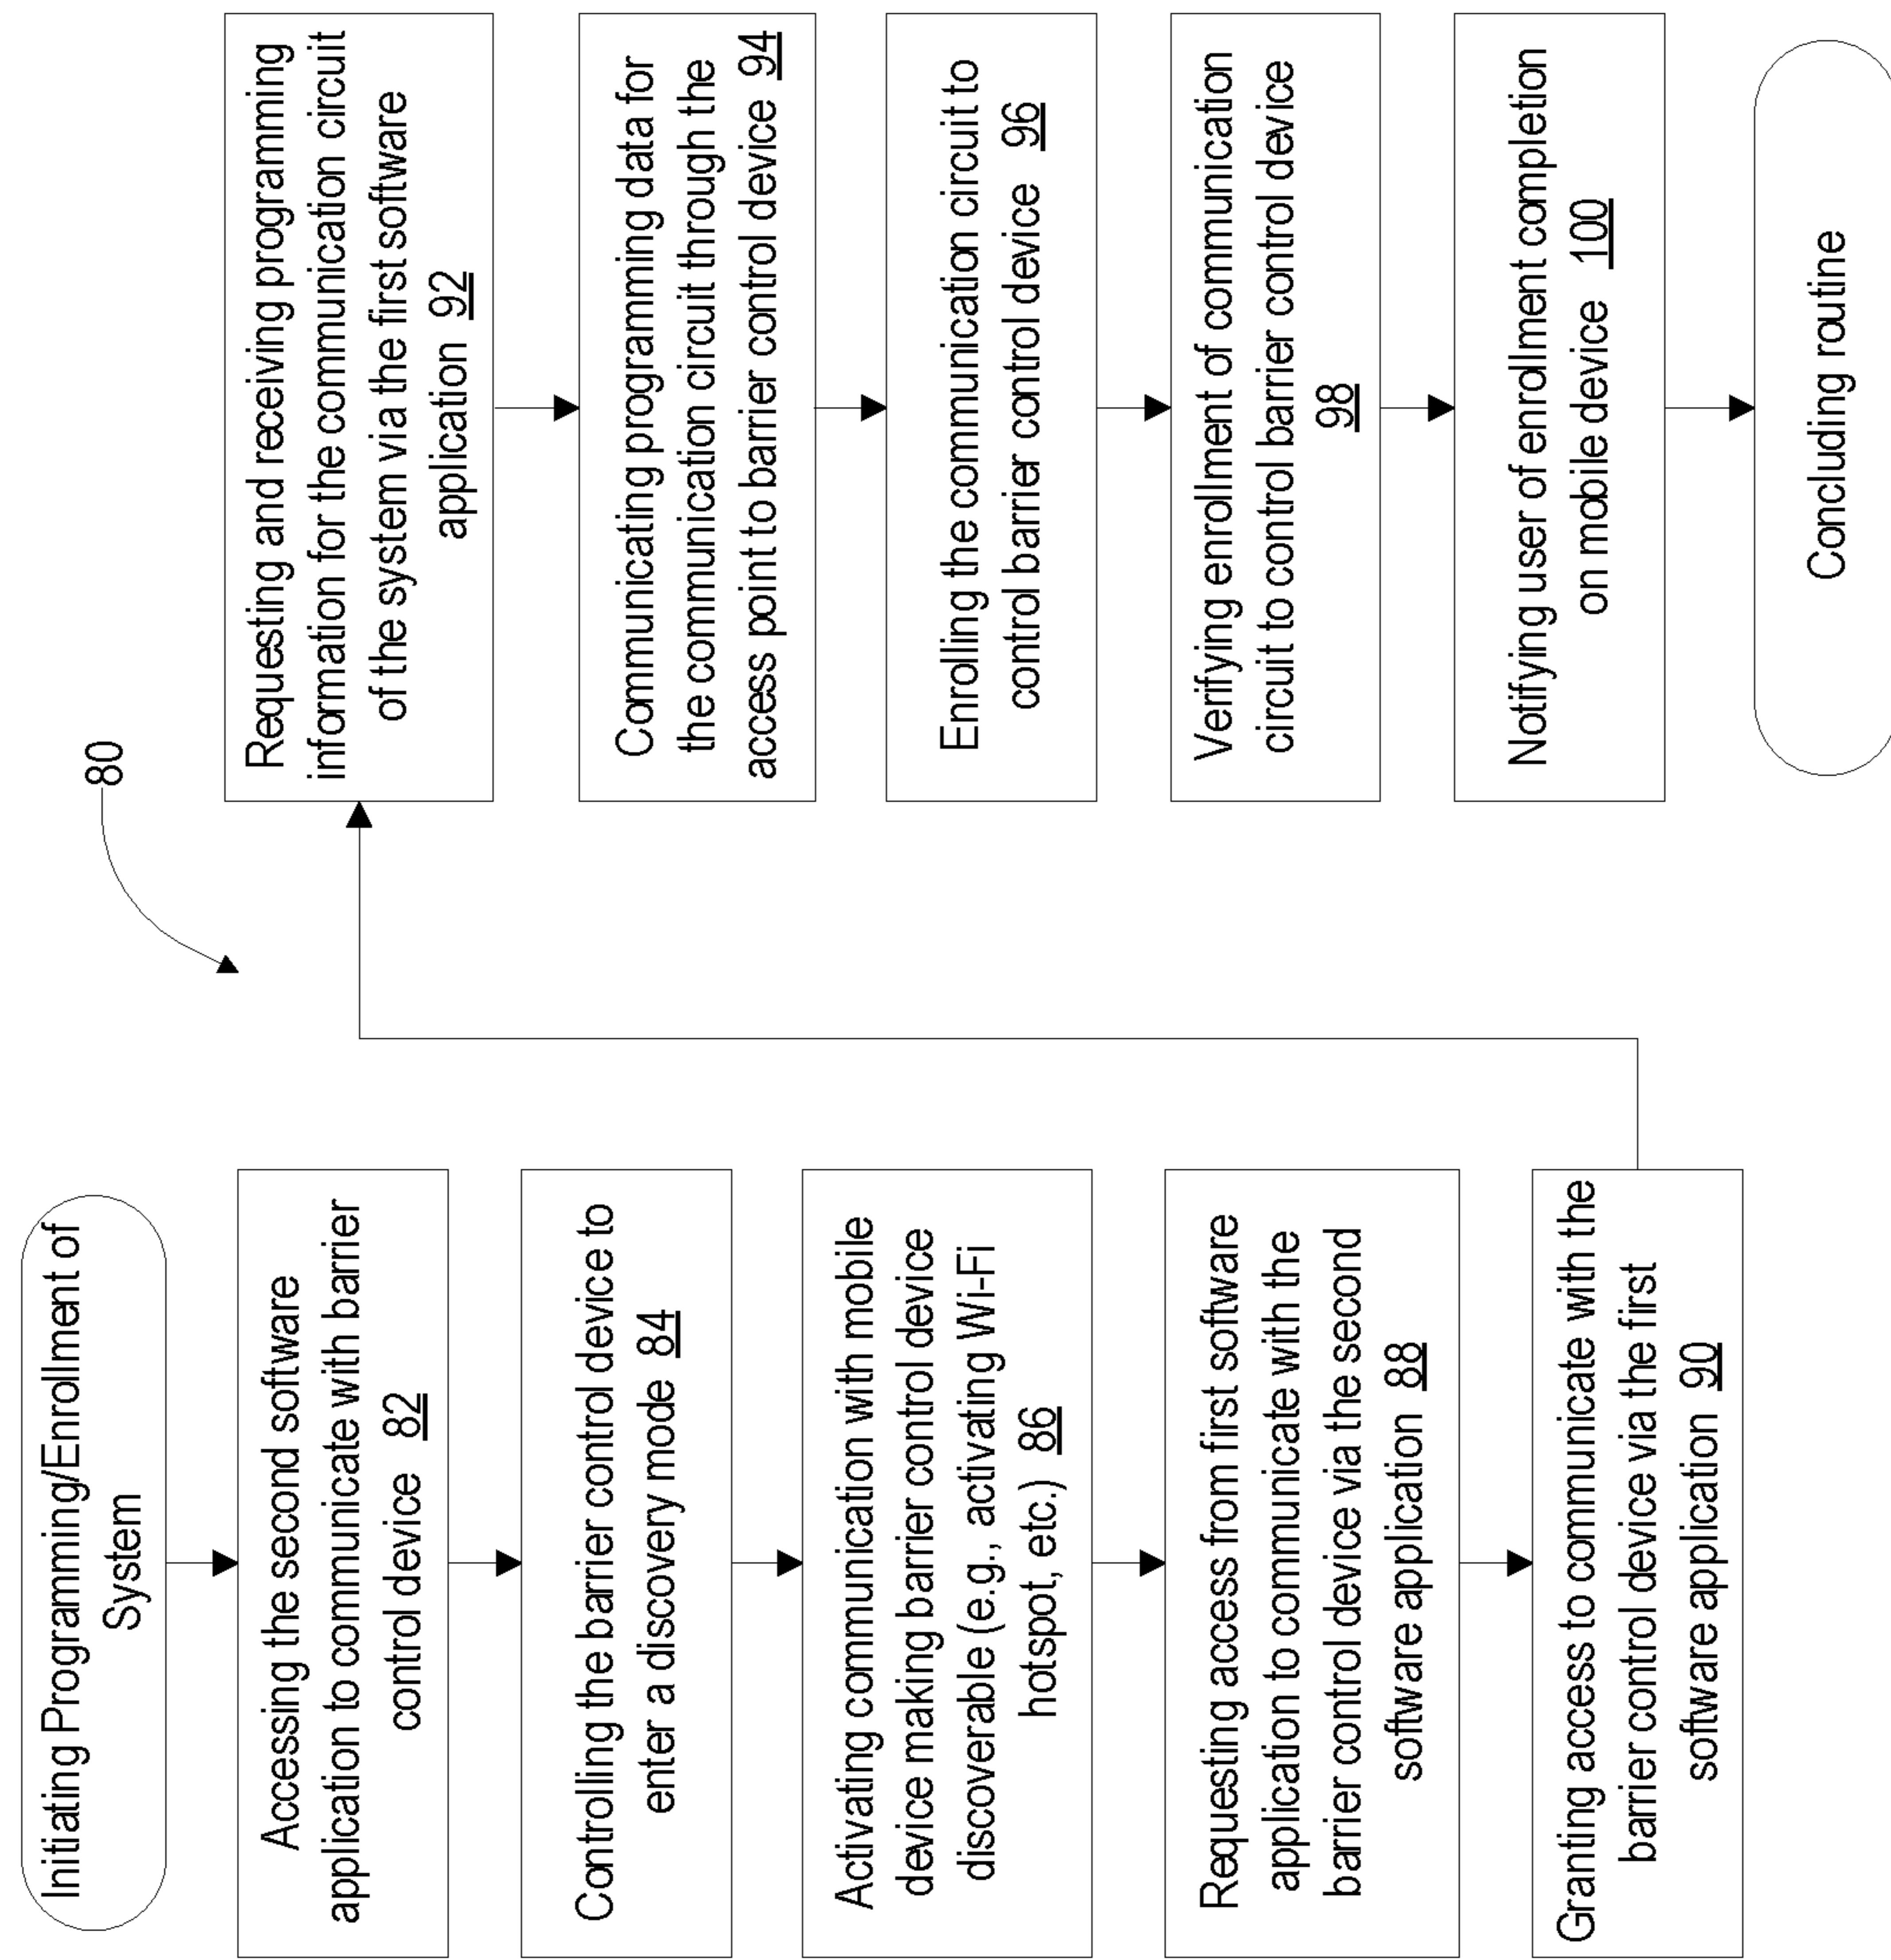 80
Initiating Programming/Enrollment of
System
Accessing the second software
application to communicate with barrier
control device 82
Controlling the barrier control device to
enter a discovery mode 84
Activating communication with mobile
device making barrier control device
discoverable (e.g., activating Wi-Fi
hotspot, etc.) 86
Requesting access from first software
application to communicate with the
barrier control device via the second
software application 88
Granting access to communicate with the
barrier control device via the first
software application 90
Requesting and receiving programming
information for the communication circuit
of the system via the first software
application 92
Communicating programming data for
the communication circuit through the
access point to barrier control device 94
Enrolling the communication circuit to
control barrier control device 96
Verifying enrollment of communication
circuit to control barrier control device
98
Notifying user of enrollment completion
on mobile device 100
Concluding routine